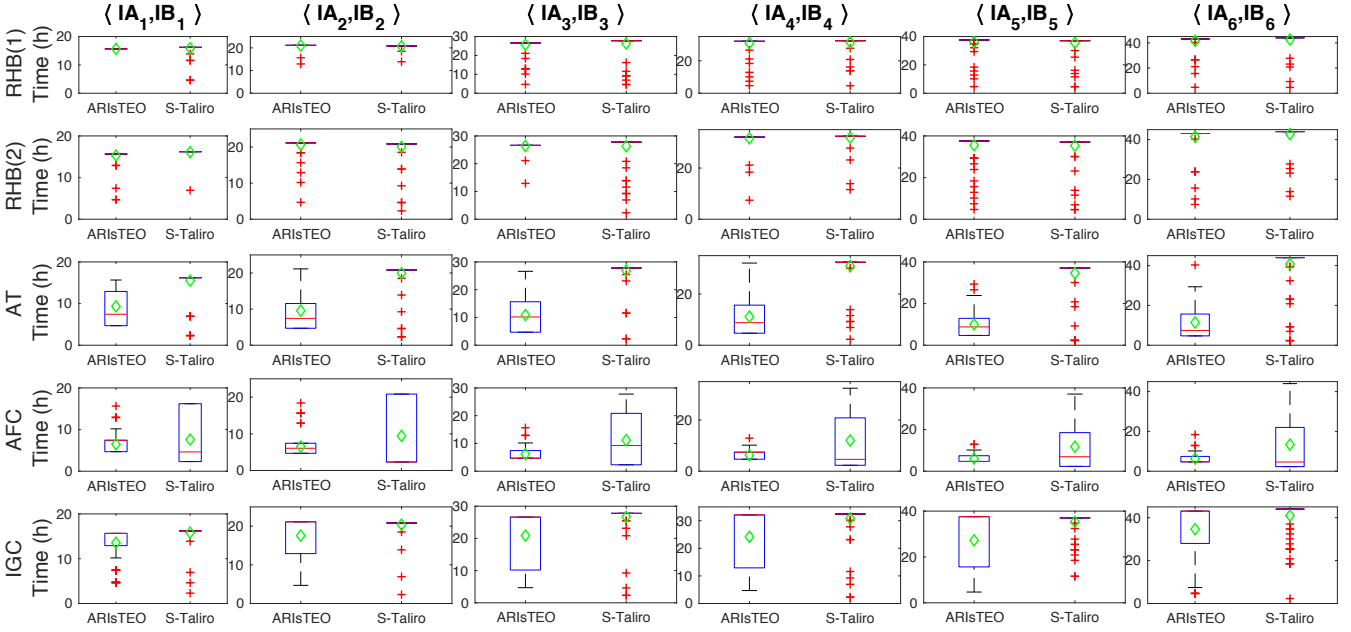 ⟨ IA1,IB1 ⟩ ⟨ IA2,IB2 ⟩ ⟨ IA3,IB3 ⟩ ⟨ IA4,IB4 ⟩ ⟨ IA5,IB5 ⟩ ⟨ IA6,IB6 ⟩
RHB(1)
Time (h)
20 10 0
20 10 0
30 20 10 0
20 0
40 20 0
40 20 0
ARIsTEO S-Taliro ARIsTEO S-Taliro ARIsTEO S-Taliro ARIsTEO S-Taliro ARIsTEO S-Taliro ARIsTEO S-Taliro
RHB(2)
Time (h)
20 10 0
20 10 0
30 20 10 0
20 0
40 20 0
40 20 0
ARIsTEO S-Taliro ARIsTEO S-Taliro ARIsTEO S-Taliro ARIsTEO S-Taliro ARIsTEO S-Taliro ARIsTEO S-Taliro
AT
Time (h)
20 10 0
20 10 0
30 20 10 0
20 0
40 20 0
40 20 0
ARIsTEO S-Taliro ARIsTEO S-Taliro ARIsTEO S-Taliro ARIsTEO S-Taliro ARIsTEO S-Taliro ARIsTEO S-Taliro
AFC
Time (h)
20 10 0
20 10 0
30 20 10 0
20 0
40 20 0
40 20 0
ARIsTEO S-Taliro ARIsTEO S-Taliro ARIsTEO S-Taliro ARIsTEO S-Taliro ARIsTEO S-Taliro ARIsTEO S-Taliro
IGC
Time (h)
20 10 0
20 10 0
30 20 10 0
30 20 10 0
40 20 0
40 20 0
ARIsTEO S-Taliro ARIsTEO S-Taliro ARIsTEO S-Taliro ARIsTEO S-Taliro ARIsTEO S-Taliro ARIsTEO S-Taliro